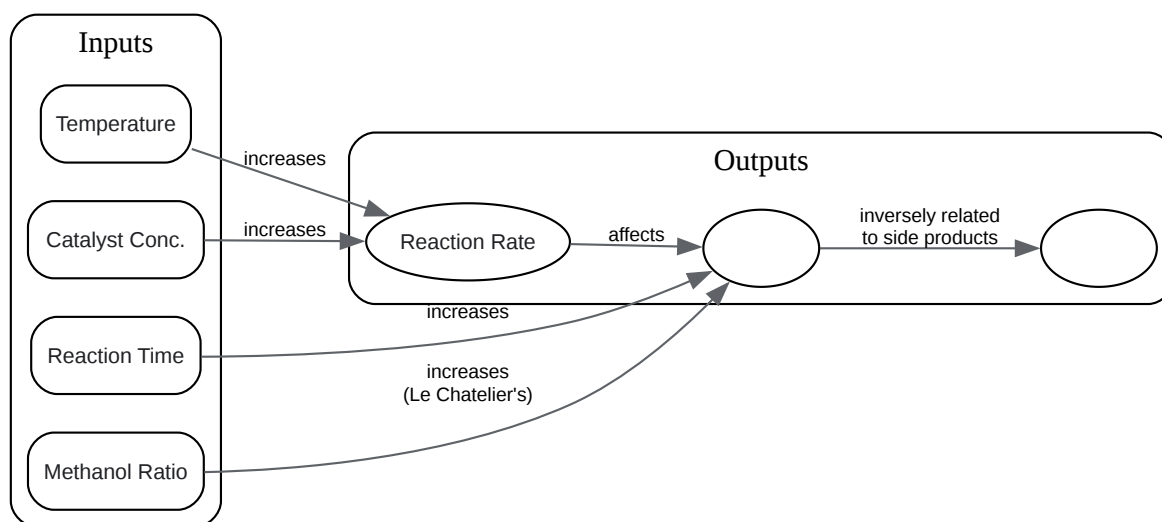 Inputs
Temperature
increases
Outputs
Catalyst Conc.
increases
Reaction Rate
affects
inversely related
to side products
Reaction Time
increases
increases
(Le Chatelier's)
Methanol Ratio